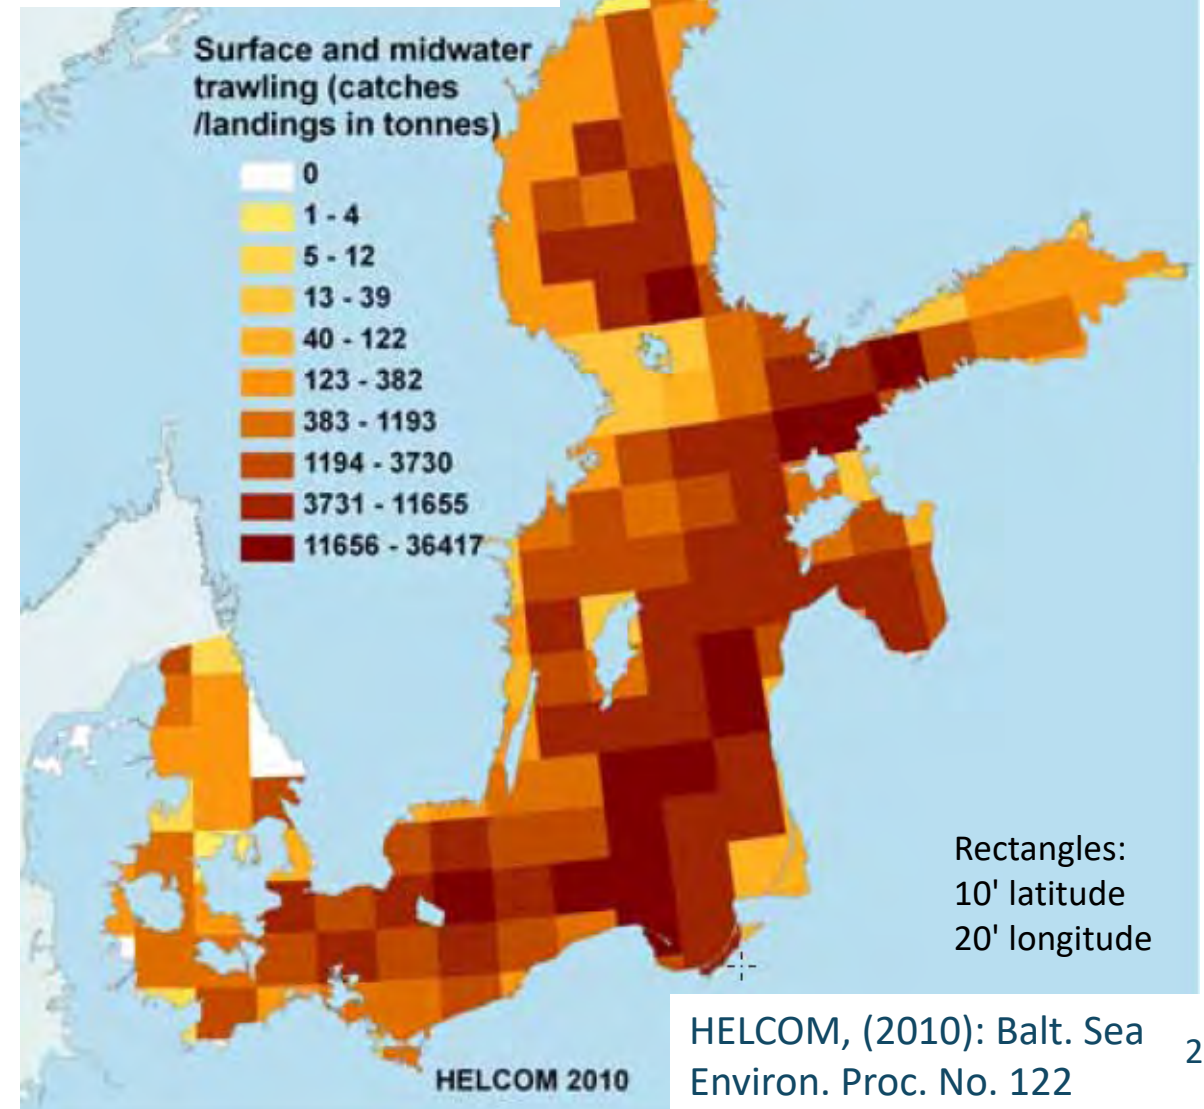 Surface and midwater
trawling (catches
/landings in tonnes)
0
1 - 4
5 - 12
13 - 39
40 - 122
123 - 382
383 - 1193
1194 - 3730
3731 - 11655
11656 - 36417
Rectangles:
10' latitude
20' longitude
HELCOM 2010
HELCOM, (2010): Balt. Sea
Environ. Proc. No. 122
2